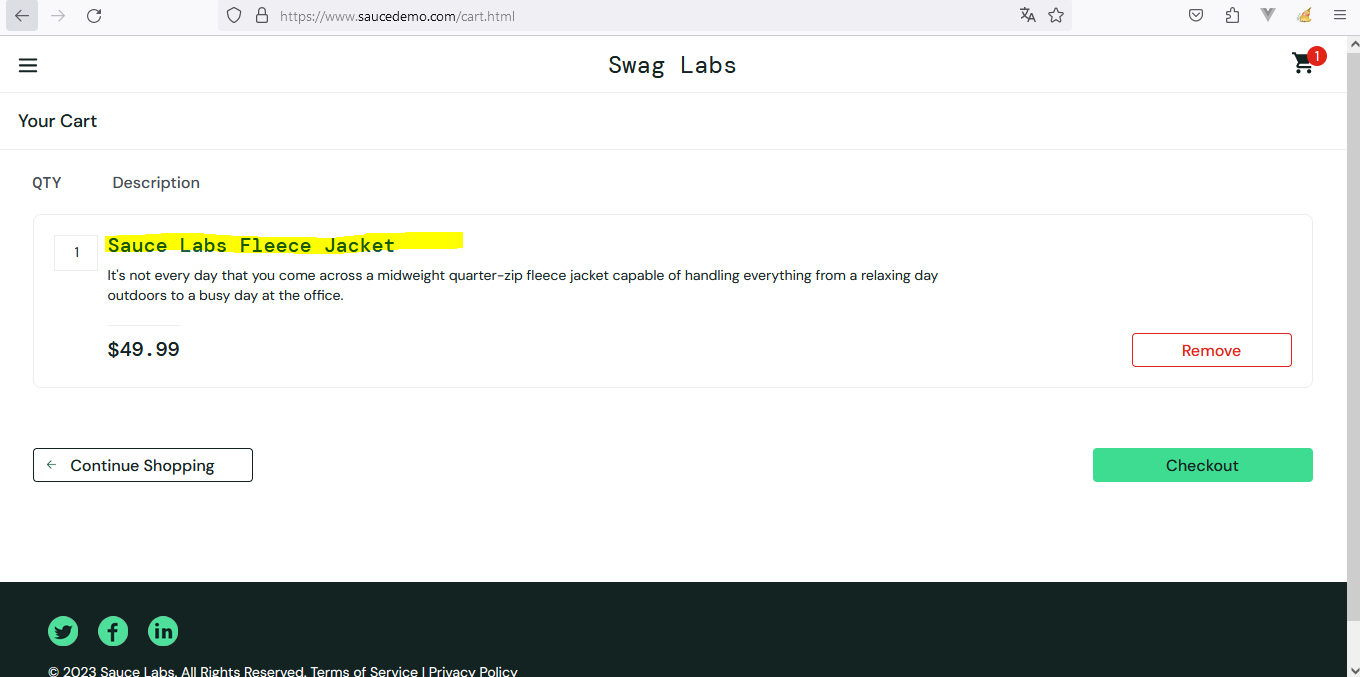 https://www.saucedemo.com/cart.html
Swag Labs
1
Your Cart
QTY Description
1
Sauce Labs Fleece Jacket
It's not every day that you come across a midweight quarter-zip fleece jacket capable of handling everything from a relaxing day
outdoors to a busy day at the office.
$49.99
Remove
Continue Shopping
Checkout
© 2023 Sauce Labs. All Rights Reserved. Terms of Service | Privacy Policy